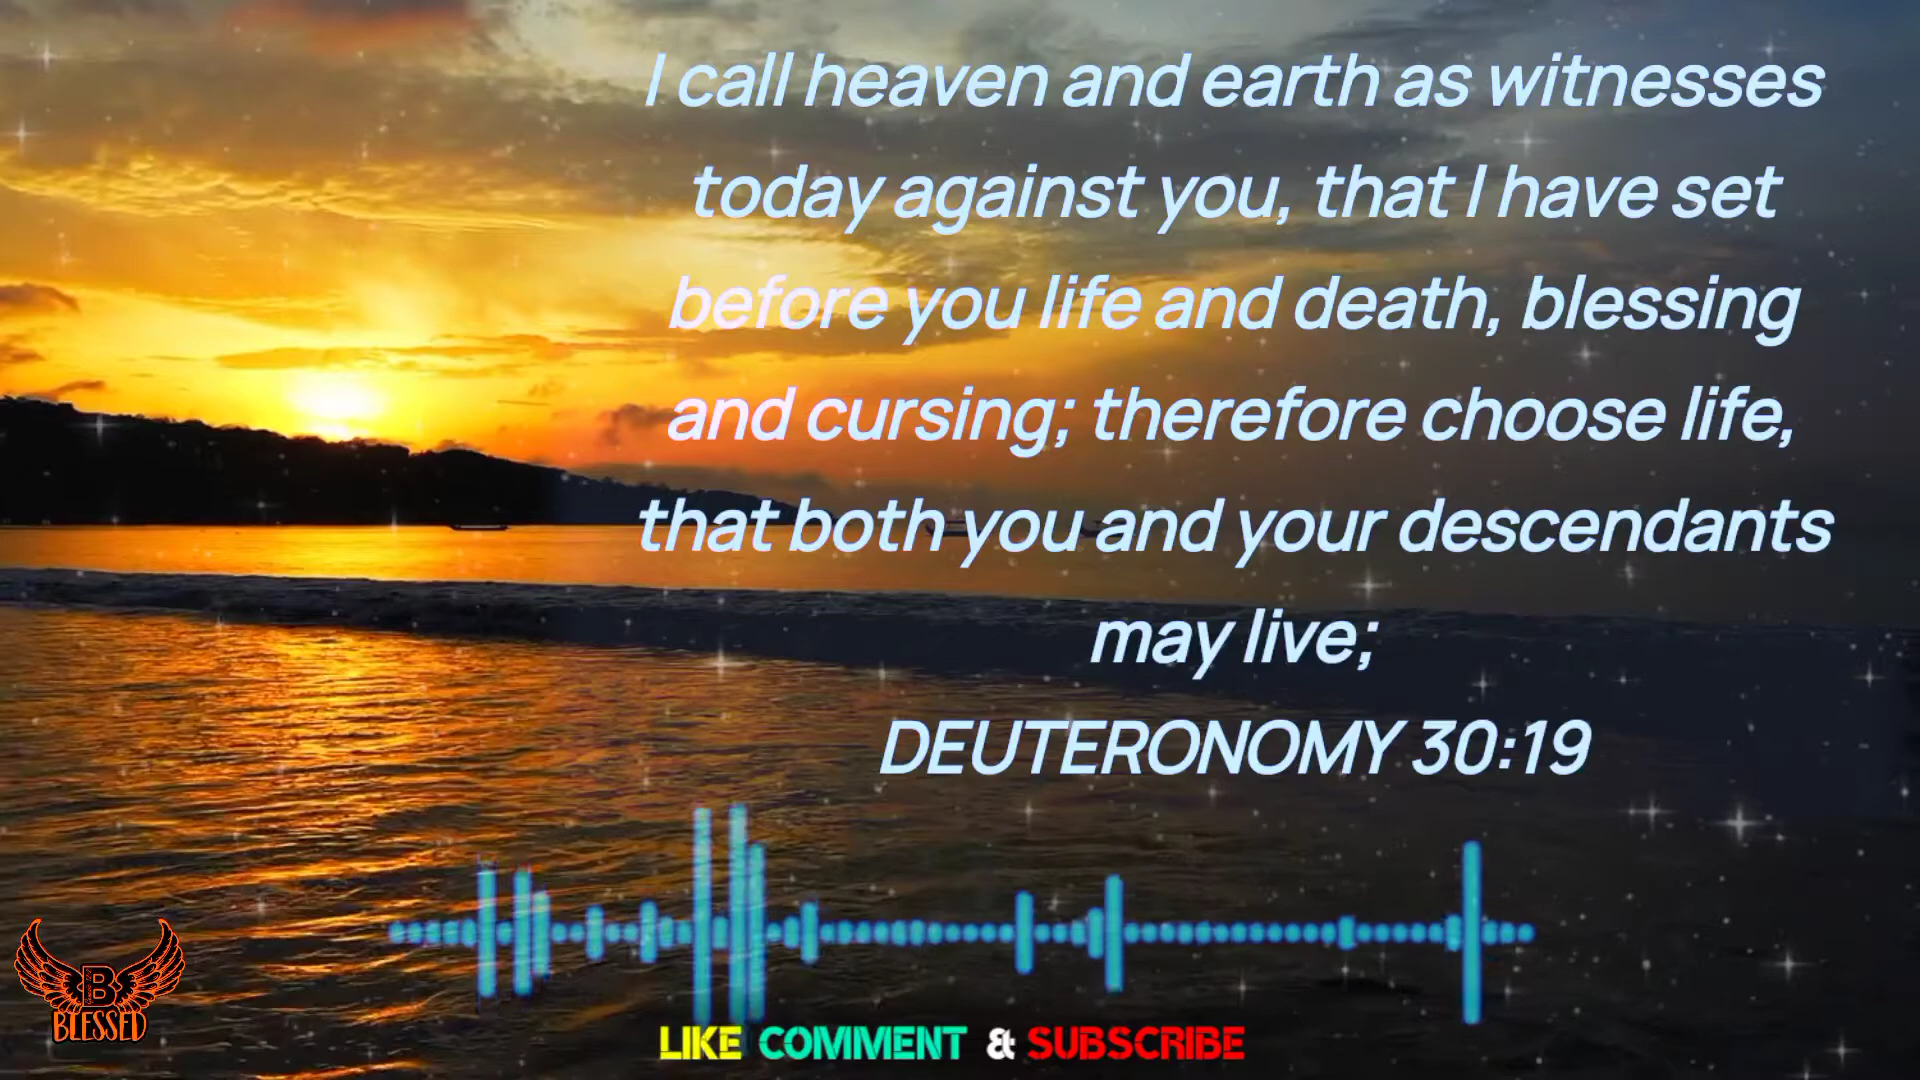 I call heaven and earth as witnesses
today against you, that I have set
before you life and death, blessing
and cursing; therefore choose life,
that both you and your descendants
may live;
DEUTERONOMY 30:19
B
BLESSED
LIKE COMMENT & SUBSCRIBE